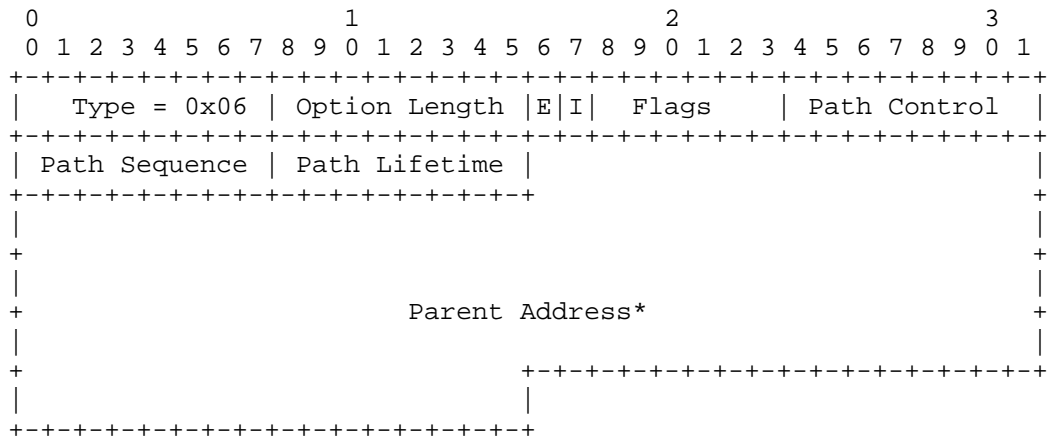 0                   1                   2                   3
0 1 2 3 4 5 6 7 8 9 0 1 2 3 4 5 6 7 8 9 0 1 2 3 4 5 6 7 8 9 0 1
+-+-+-+-+-+-+-+-+-+-+-+-+-+-+-+-+-+-+-+-+-+-+-+-+-+-+-+-+-+-+-+-+
|   Type = 0x06 | Option Length |E|I|  Flags    | Path Control  |
+-+-+-+-+-+-+-+-+-+-+-+-+-+-+-+-+-+-+-+-+-+-+-+-+-+-+-+-+-+-+-+-+
| Path Sequence | Path Lifetime |                               |
+-+-+-+-+-+-+-+-+-+-+-+-+-+-+-+-+                               +
|                                                               |
+                                                               +
|                                                               |
+                        Parent Address*                        +
|                                                               |
+                               +-+-+-+-+-+-+-+-+-+-+-+-+-+-+-+-+
|                               |
+-+-+-+-+-+-+-+-+-+-+-+-+-+-+-+-+